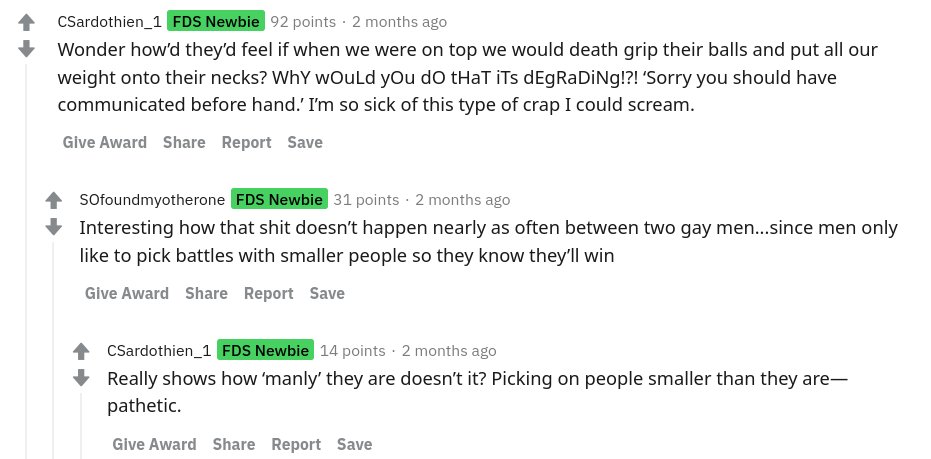 CSardothien_1 FDS Newbie 92 points · 2 months ago
Wonder how’d they’d feel if when we were on top we would death grip their balls and put all our
weight onto their necks? WhY wOuLd yOu dO tHaT iTs dEgRaDiNg!?! ‘Sorry you should have
communicated before hand.’ I’m so sick of this type of crap I could scream.
Give Award Share Report Save
SOfoundmyotherone FDS Newbie 31 points · 2 months ago
Interesting how that shit doesn’t happen nearly as often between two gay men...since men only
like to pick battles with smaller people so they know they’ll win
Give Award Share Report Save
CSardothien_1 FDS Newbie 14 points · 2 months ago
Really shows how ‘manly’ they are doesn’t it? Picking on people smaller than they are—
pathetic.
Give Award Share Report Save